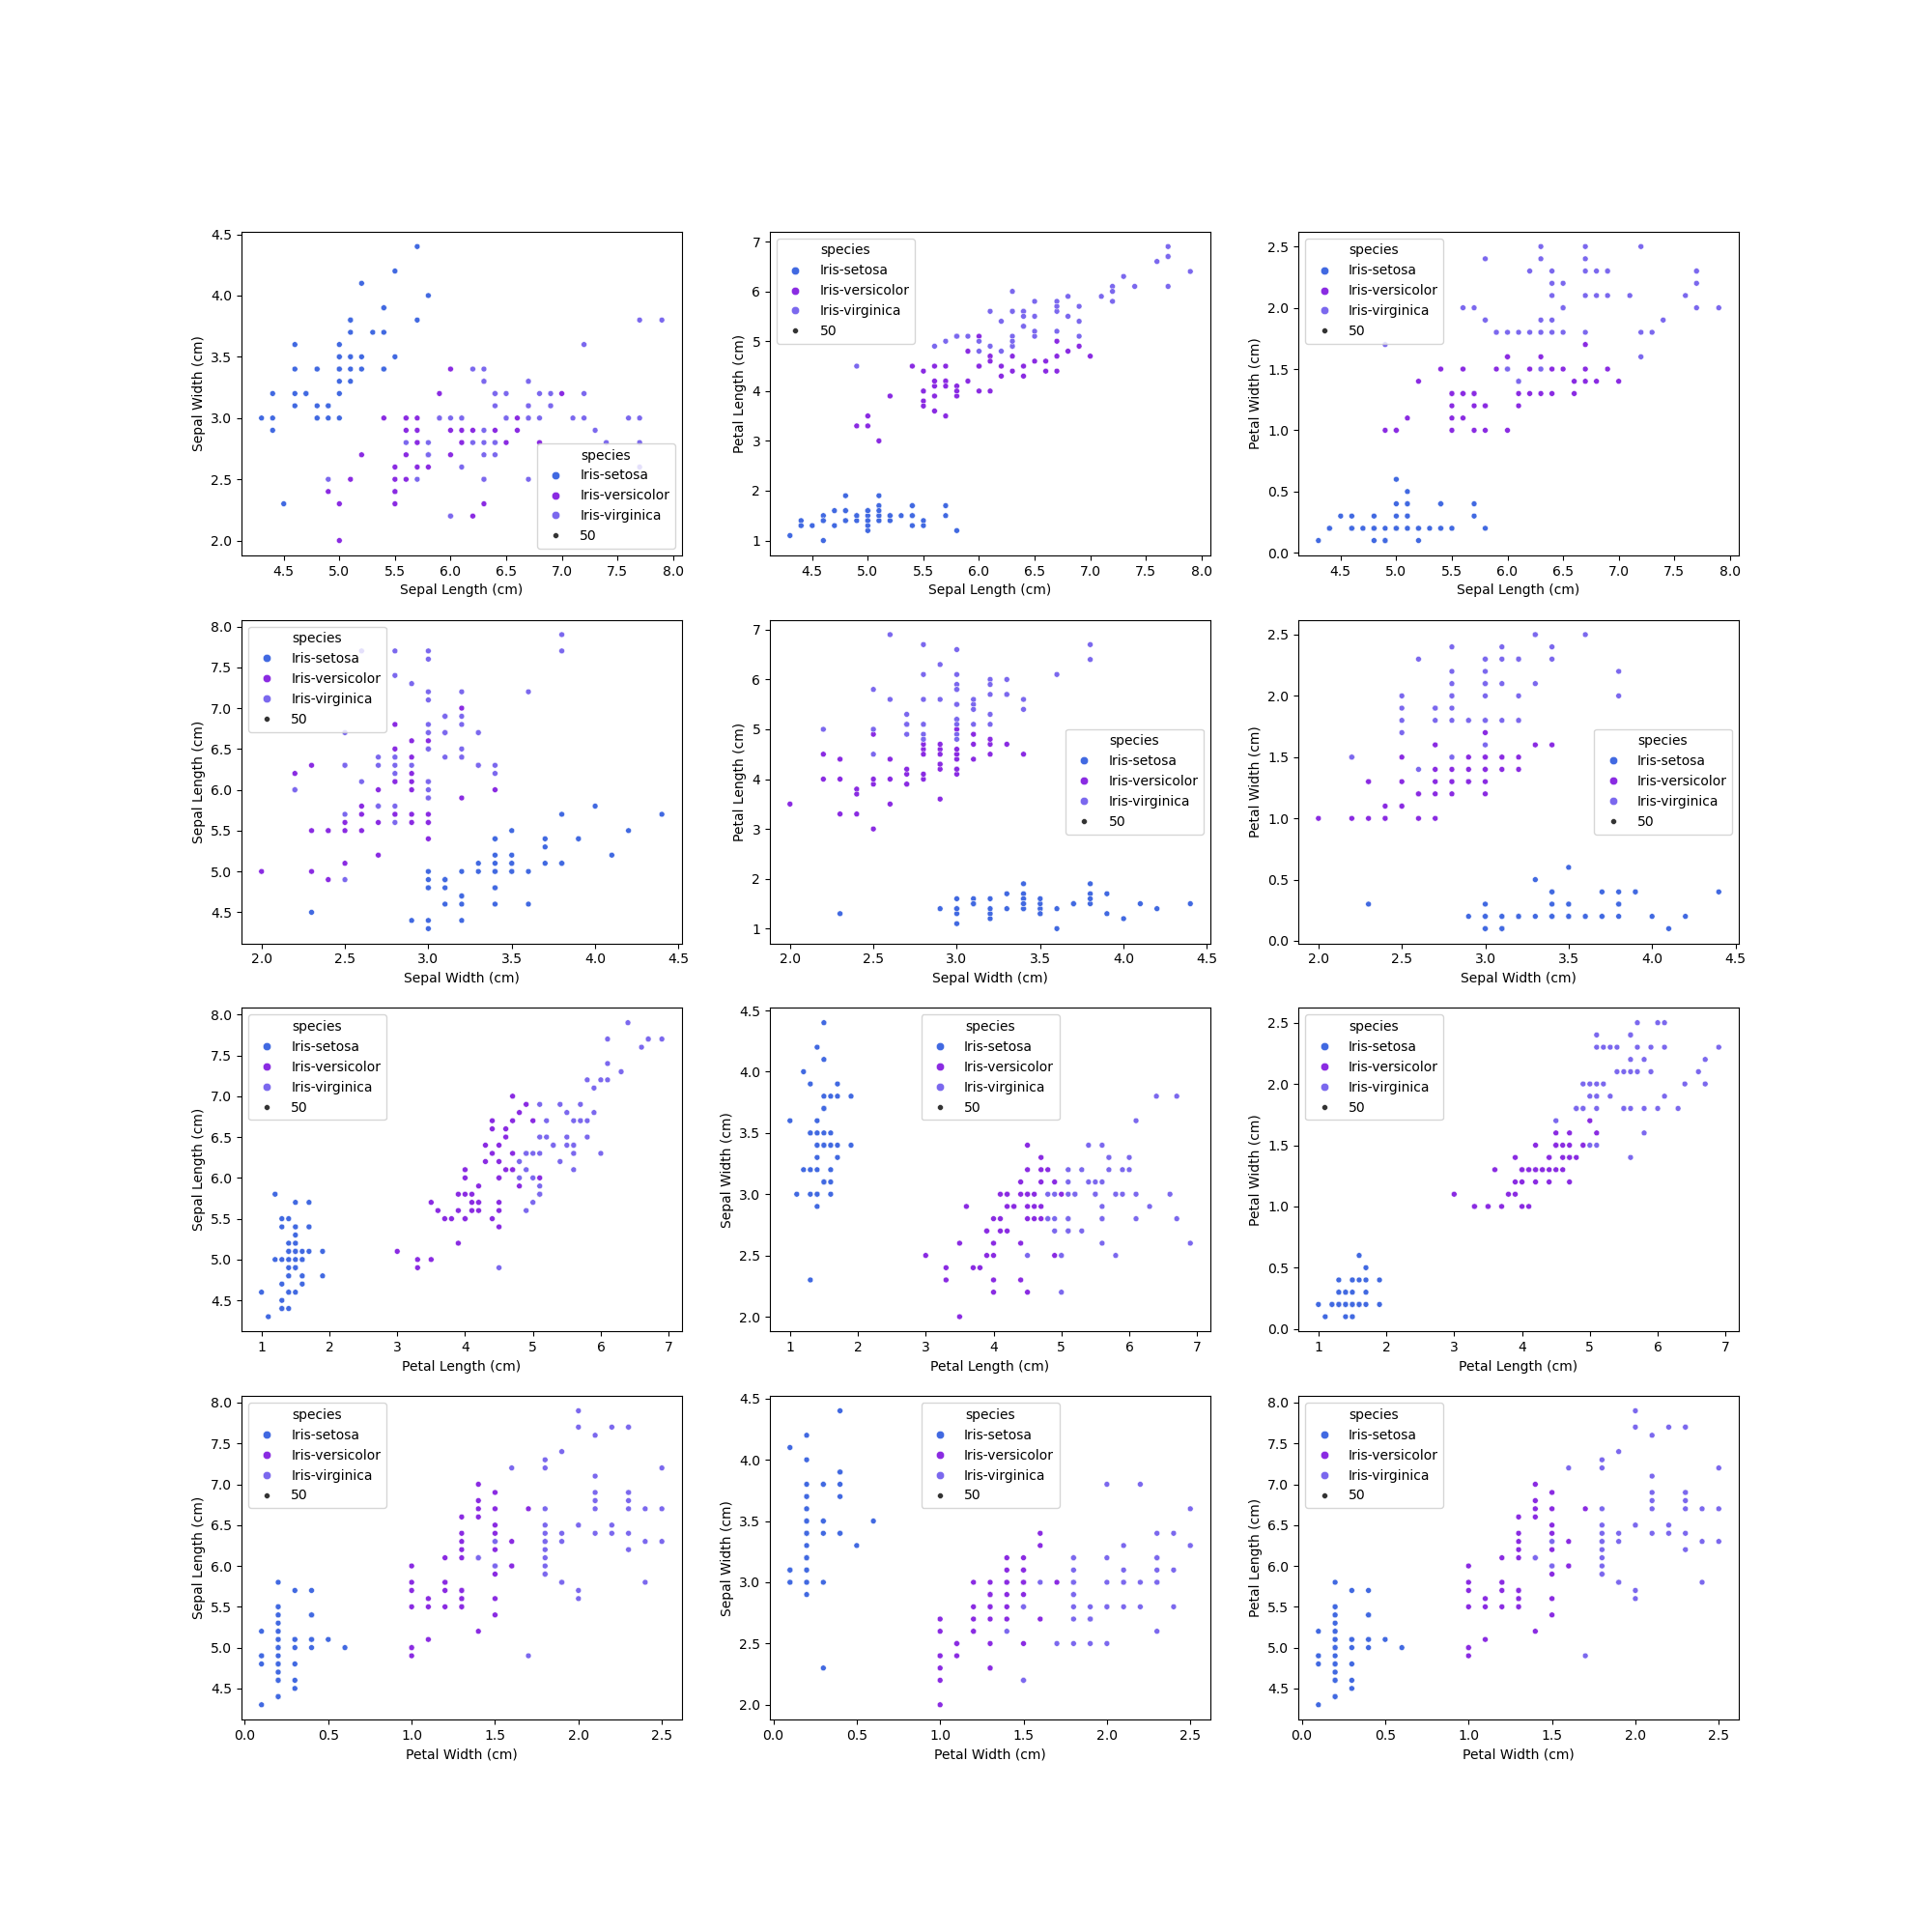 4.5
4.0
3.5
3.0
2.5
2.0
Sepal Width (cm)
species
Iris-setosa
Iris-versicolor
Iris-virginica
50
4.5 5.0 5.5 6.0 6.5 7.0 7.5 8.0
Sepal Length (cm)
7
6
5
4
3
2
1
Petal Length (cm)
species
Iris-setosa
Iris-versicolor
Iris-virginica
50
4.5 5.0 5.5 6.0 6.5 7.0 7.5 8.0
Sepal Length (cm)
2.5
2.0
1.5
1.0
0.5
0.0
Petal Width (cm)
species
Iris-setosa
Iris-versicolor
Iris-virginica
50
4.5 5.0 5.5 6.0 6.5 7.0 7.5 8.0
Sepal Length (cm)
8.0
7.5
7.0
6.5
6.0
5.5
5.0
4.5
Sepal Length (cm)
species
Iris-setosa
Iris-versicolor
Iris-virginica
50
2.0 2.5 3.0 3.5 4.0 4.5
Sepal Width (cm)
7
6
5
4
3
2
1
Petal Length (cm)
species
Iris-setosa
Iris-versicolor
Iris-virginica
50
2.0 2.5 3.0 3.5 4.0 4.5
Sepal Width (cm)
2.5
2.0
1.5
1.0
0.5
0.0
Petal Width (cm)
species
Iris-setosa
Iris-versicolor
Iris-virginica
50
2.0 2.5 3.0 3.5 4.0 4.5
Sepal Width (cm)
8.0
7.5
7.0
6.5
6.0
5.5
5.0
4.5
Sepal Length (cm)
species
Iris-setosa
Iris-versicolor
Iris-virginica
50
1 2 3 4 5 6 7
Petal Length (cm)
4.5
4.0
3.5
3.0
2.5
2.0
Sepal Width (cm)
species
Iris-setosa
Iris-versicolor
Iris-virginica
50
1 2 3 4 5 6 7
Petal Length (cm)
2.5
2.0
1.5
1.0
0.5
0.0
Petal Width (cm)
species
Iris-setosa
Iris-versicolor
Iris-virginica
50
1 2 3 4 5 6 7
Petal Length (cm)
8.0
7.5
7.0
6.5
6.0
5.5
5.0
4.5
Sepal Length (cm)
species
Iris-setosa
Iris-versicolor
Iris-virginica
50
0.0 0.5 1.0 1.5 2.0 2.5
Petal Width (cm)
4.5
4.0
3.5
3.0
2.5
2.0
Sepal Width (cm)
species
Iris-setosa
Iris-versicolor
Iris-virginica
50
0.0 0.5 1.0 1.5 2.0 2.5
Petal Width (cm)
8.0
7.5
7.0
6.5
6.0
5.5
5.0
4.5
Petal Length (cm)
species
Iris-setosa
Iris-versicolor
Iris-virginica
50
0.0 0.5 1.0 1.5 2.0 2.5
Petal Width (cm)